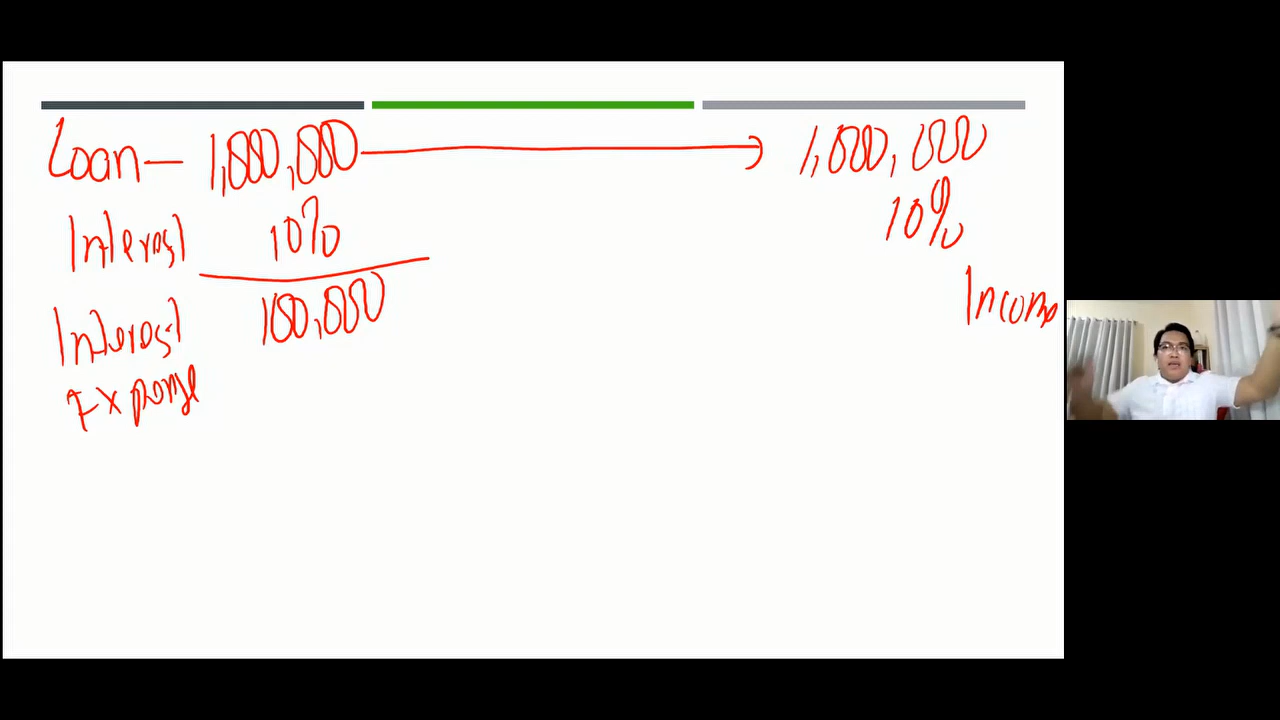 Loan — 1,000,000 → 1,000,000
Interest 10% 10%
Interest 100,000 Income
Expense